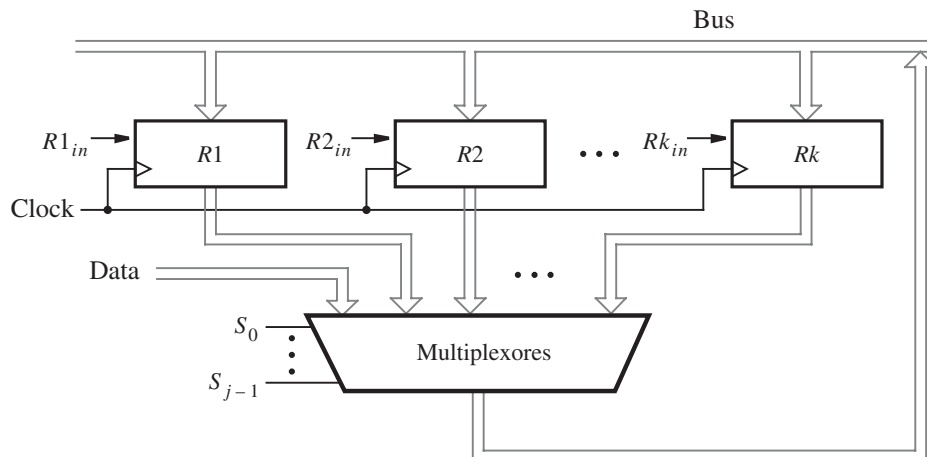 Bus
R1in
R1
R2in
R2
Rkin
Rk
Clock
Data
S0
Multiplexores
Sj−1